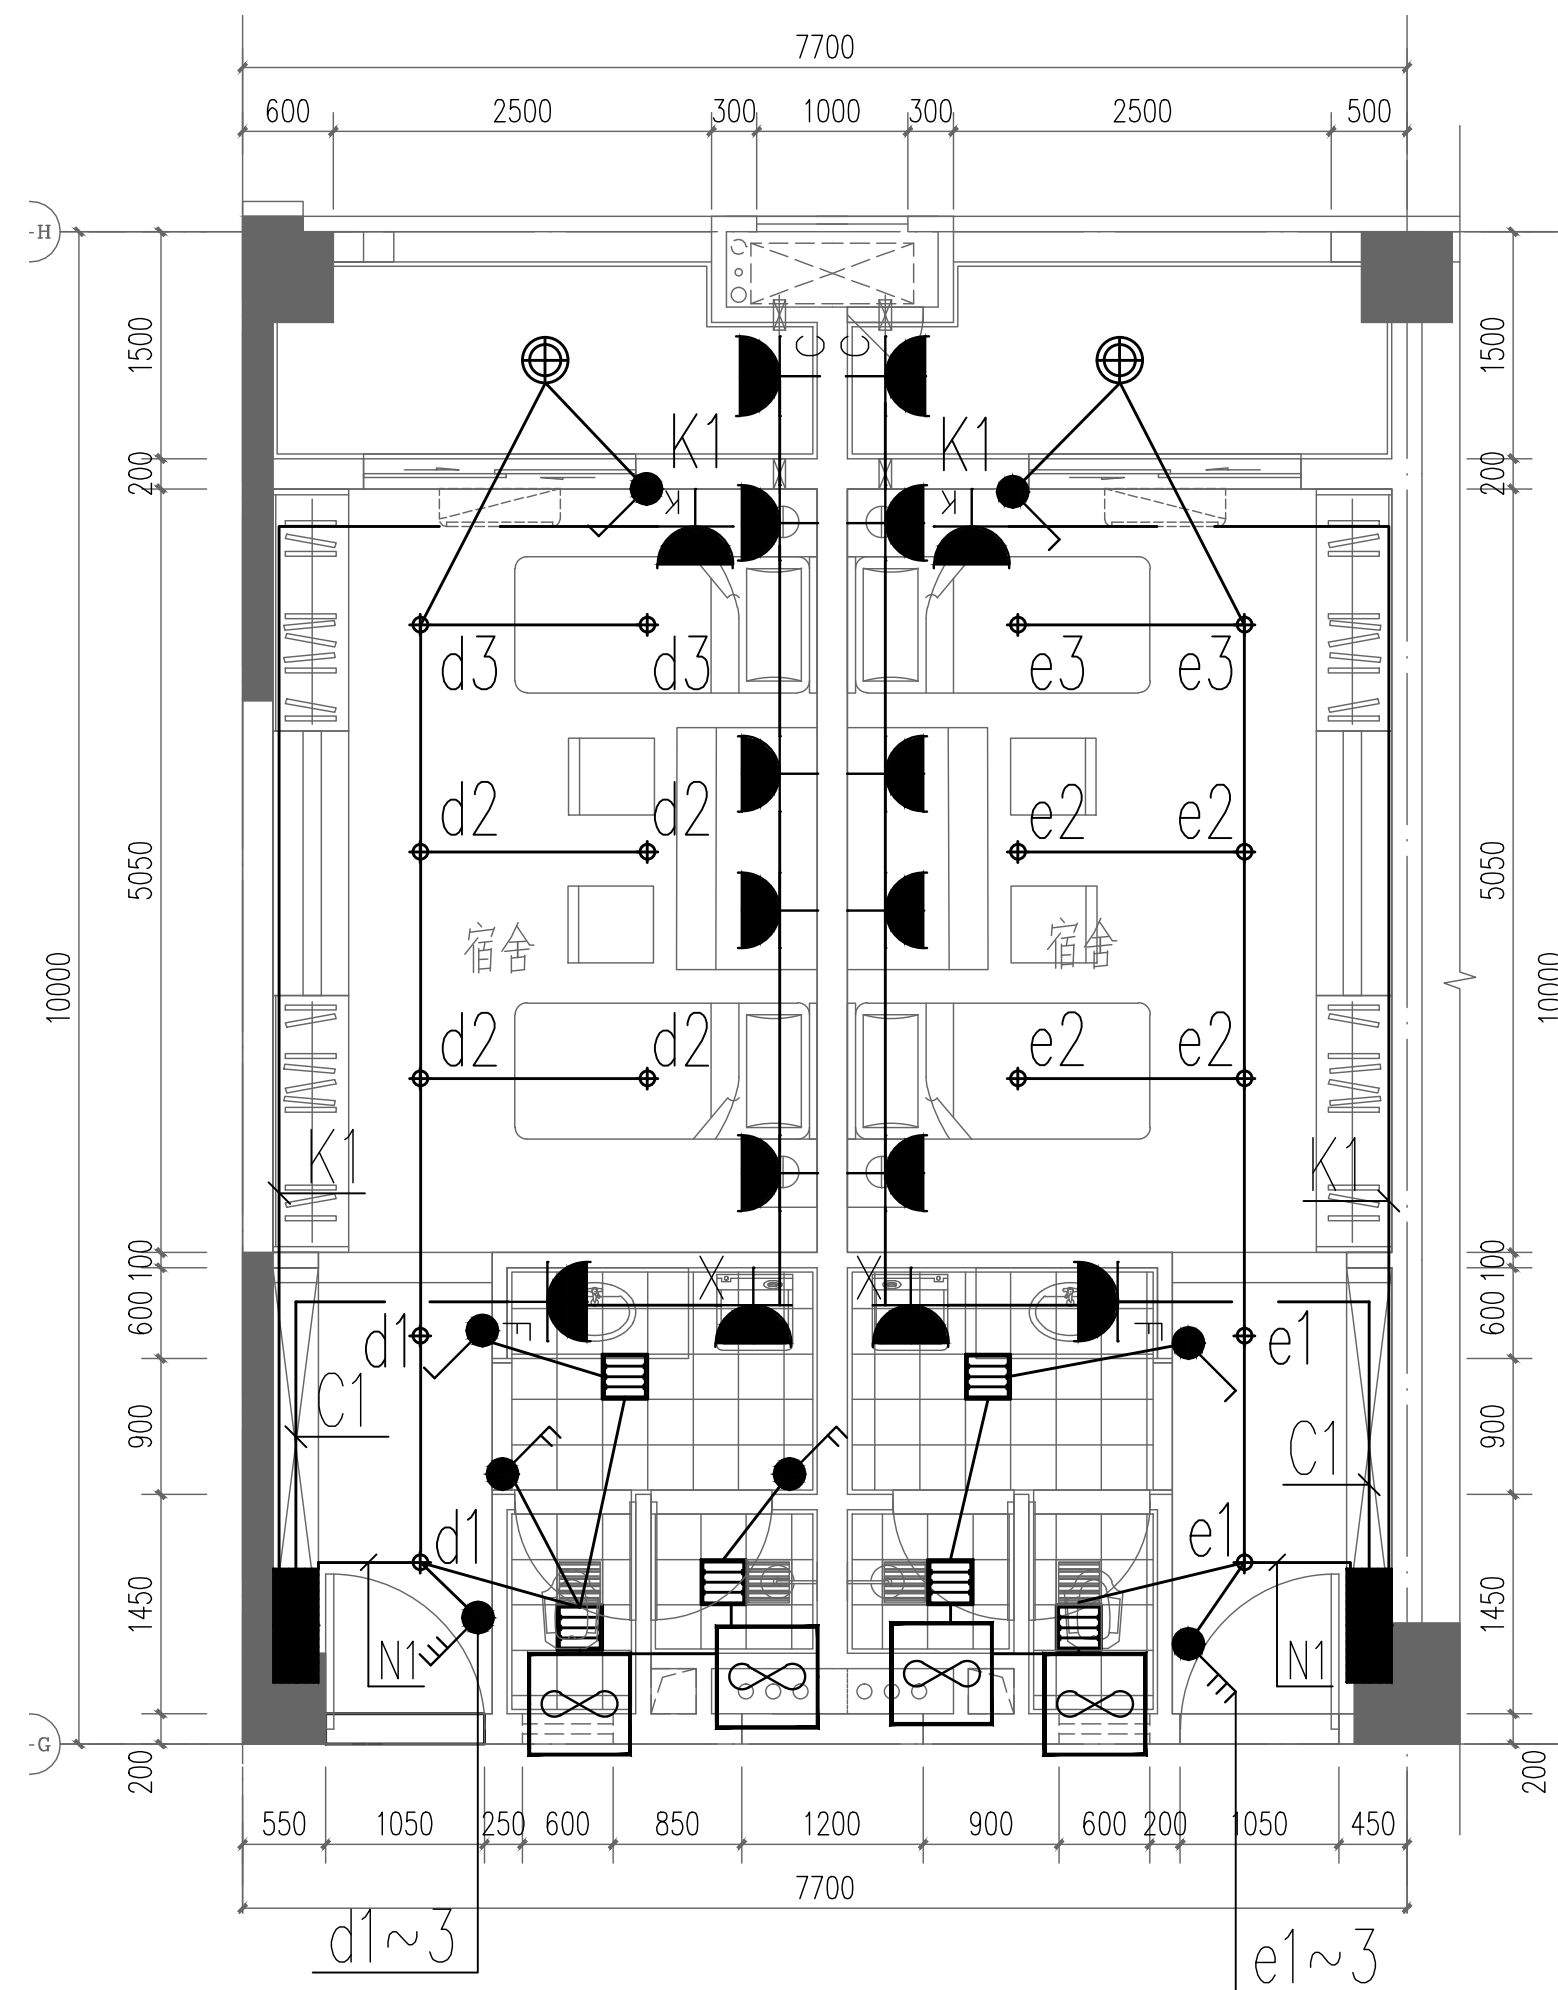 7700
600 2500 300 1000 300 2500 500
-H
1500 C C 1500
K1 K1
200 K K 200
d3 d3 e3 e3
d2 d2 e2 e2
5050 5050
宿舍 宿舍
10000 10000
d2 d2 e2 e2
K1 K1
100 100
X X
600 d1 F F e1 600
C1 C1
900 F F 900
d1 e1
1450 N1 E N1 1450
-G
200 200
550 1050 250 600 850 1200 900 600 200 1050 450
7700
d1~3 e1~3